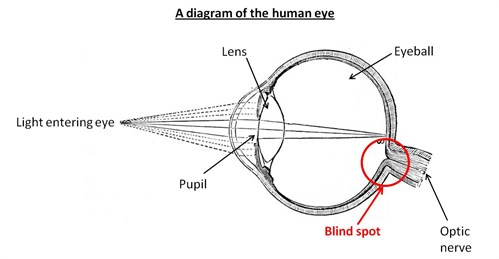 A diagram of the human eye
Lens
Eyeball
Light entering eye
Pupil
Blind spot
Optic
nerve